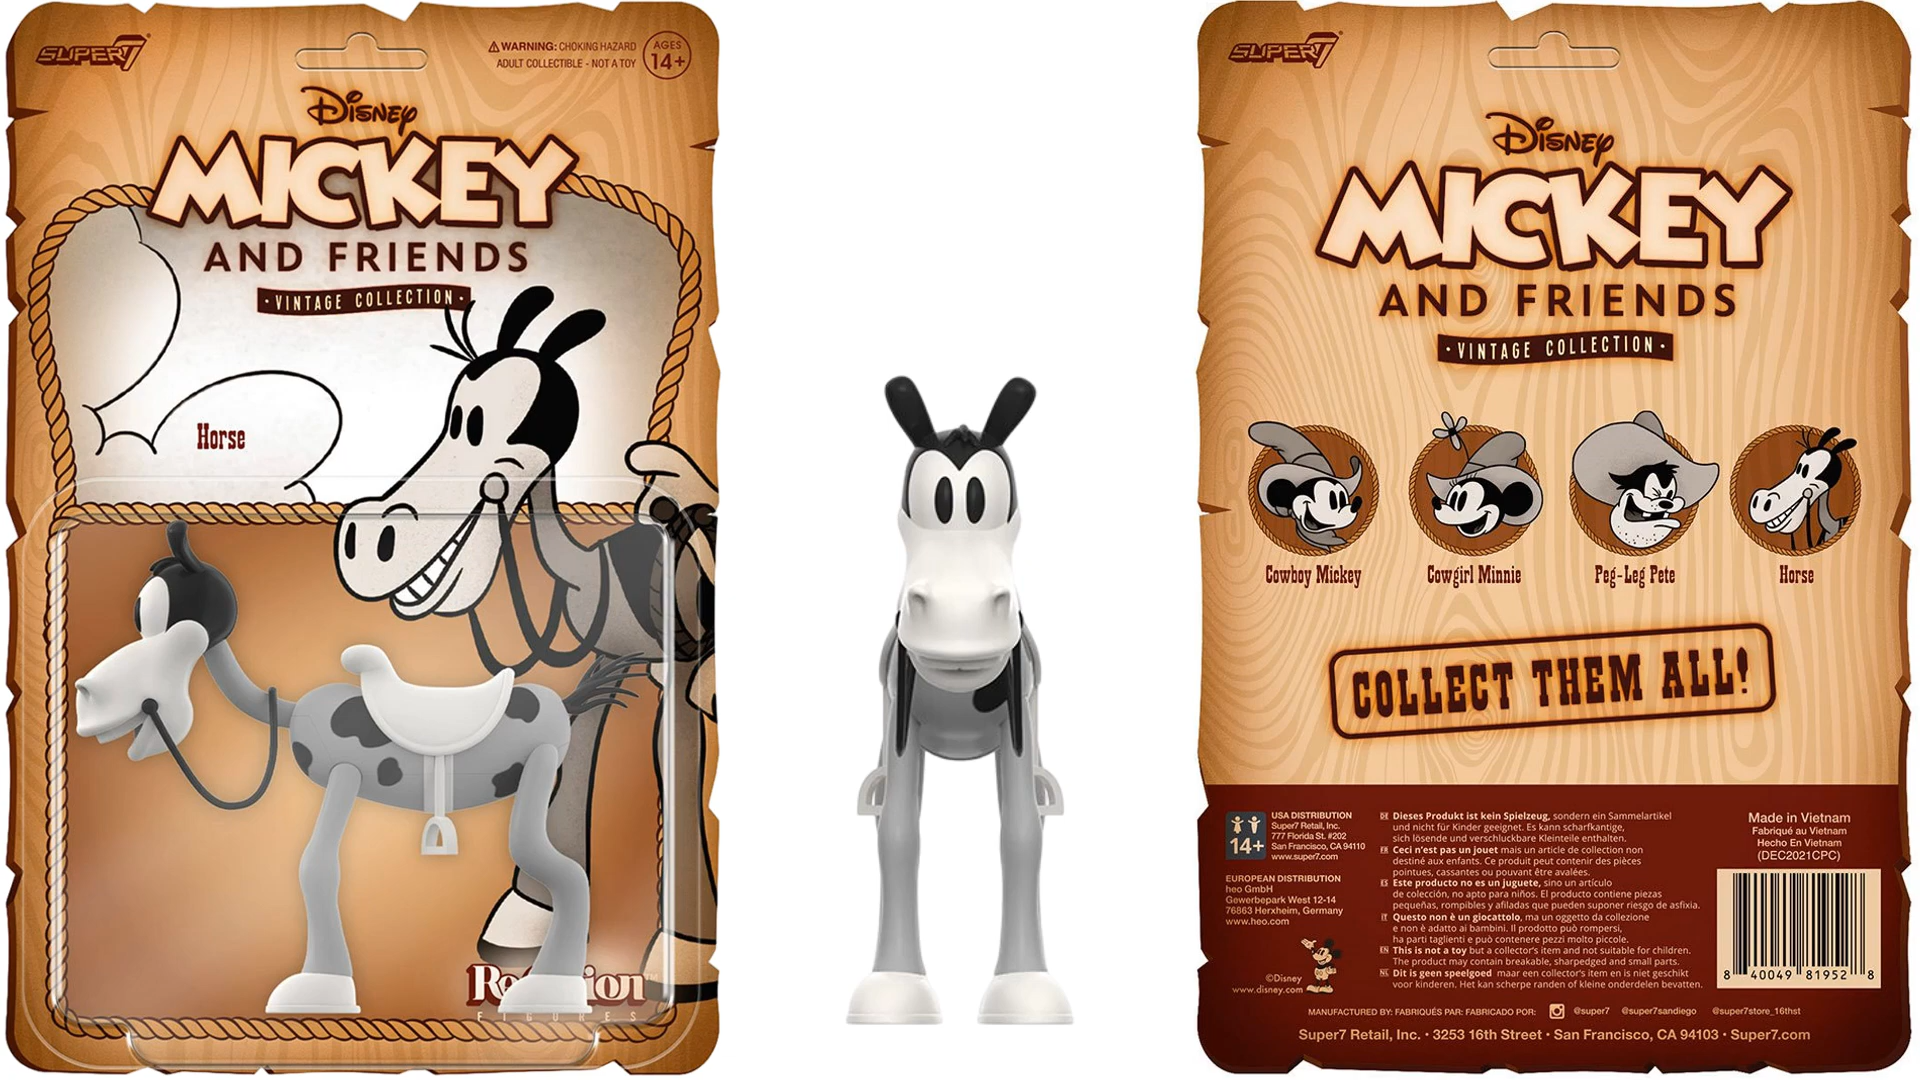 SUPER7
⚠ WARNING: CHOKING HAZARD
ADULT COLLECTIBLE - NOT A TOY
AGES
14+
Disney
MICKEY
AND FRIENDS
• VINTAGE COLLECTION •
Horse
FIGURES
SUPER7
Disney
MICKEY
AND FRIENDS
• VINTAGE COLLECTION •
Cowboy Mickey
Cowgirl Minnie
Peg-Leg Pete
Horse
COLLECT THEM ALL!
14+
USA DISTRIBUTION
Super7 Retail, Inc.
777 Florida St. #202
San Francisco, CA 94110
www.super7.com
EUROPEAN DISTRIBUTION
heo GmbH
Gewerbepark West 12-14
76863 Herxheim, Germany
www.heo.com
©Disney
www.disney.com
DE Dieses Produkt ist kein Spielzeug, sondern ein Sammelartikel
und nicht für Kinder geeignet. Es kann scharfkantige,
sich lösende und verschluckbare Kleinteile enthalten.
FR Ceci n'est pas un jouet mais un article de collection non
destiné aux enfants. Ce produit peut contenir des pièces
pointues, cassantes ou pouvant être avalées.
ES Este producto no es un juguete, sino un artículo
de colección, no apto para niños. El producto contiene piezas
pequeñas, rompibles y afiladas que pueden suponer riesgo de asfixia.
IT Questo non è un giocattolo, ma un oggetto da collezione
e non è adatto ai bambini. Il prodotto può rompersi,
ha parti taglienti e può contenere pezzi molto piccole.
EN This is not a toy but a collector's item and not suitable for children.
The product may contain breakable, sharpedged and small parts.
NL Dit is geen speelgoed maar een collector's item en is niet geschikt
voor kinderen. Het kan scherpe randen of kleine onderdelen bevatten.
Made in Vietnam
Fabriqué au Vietnam
Hecho En Vietnam
(DEC2021CPC)
8 40049 81952 8
MANUFACTURED BY: FABRIQUÉS PAR: FABRICADO POR:
@super7
@super7sandiego
@super7store_16thst
Super7 Retail, Inc. • 3253 16th Street • San Francisco, CA 94103 • Super7.com